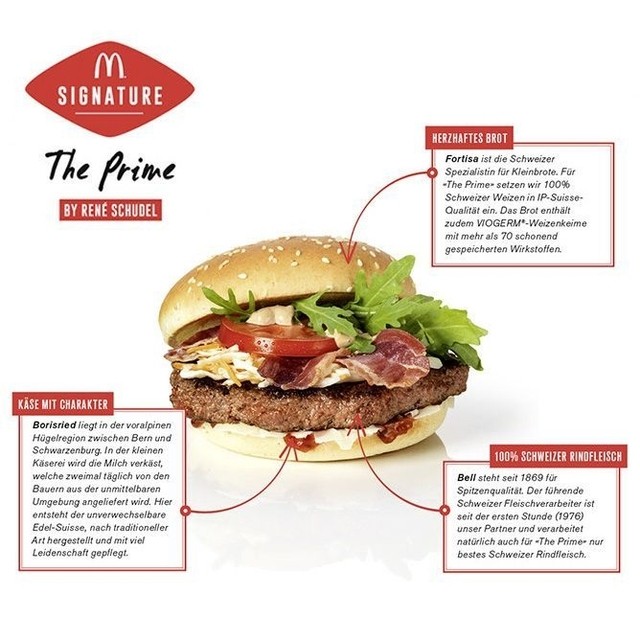 M
SIGNATURE
The Prime
BY RENÉ SCHUDEL
HERZHAFTES BROT
Fortisa ist die Schweizer
Spezialistin für Kleinbrote. Für
«The Prime» setzen wir 100%
Schweizer Weizen in IP-Suisse-
Qualität ein. Das Brot enthält
zudem VIOGERM®-Weizenkeime
mit mehr als 70 schonend
gespeicherten Wirkstoffen.
KÄSE MIT CHARAKTER
Borisried liegt in der voralpinen
Hügelregion zwischen Bern und
Schwarzenburg. In der kleinen
Käserei wird die Milch verkäst,
welche zweimal täglich von den
Bauern aus der unmittelbaren
Umgebung angeliefert wird. Hier
entsteht der unverwechselbare
Edel-Suisse, nach traditioneller
Art hergestellt und mit viel
Leidenschaft gepflegt.
100% SCHWEIZER RINDFLEISCH
Bell steht seit 1869 für
Spitzenqualität. Der führende
Schweizer Fleischverarbeiter ist
seit der ersten Stunde (1976)
unser Partner und verarbeitet
natürlich auch für «The Prime» nur
bestes Schweizer Rindfleisch.